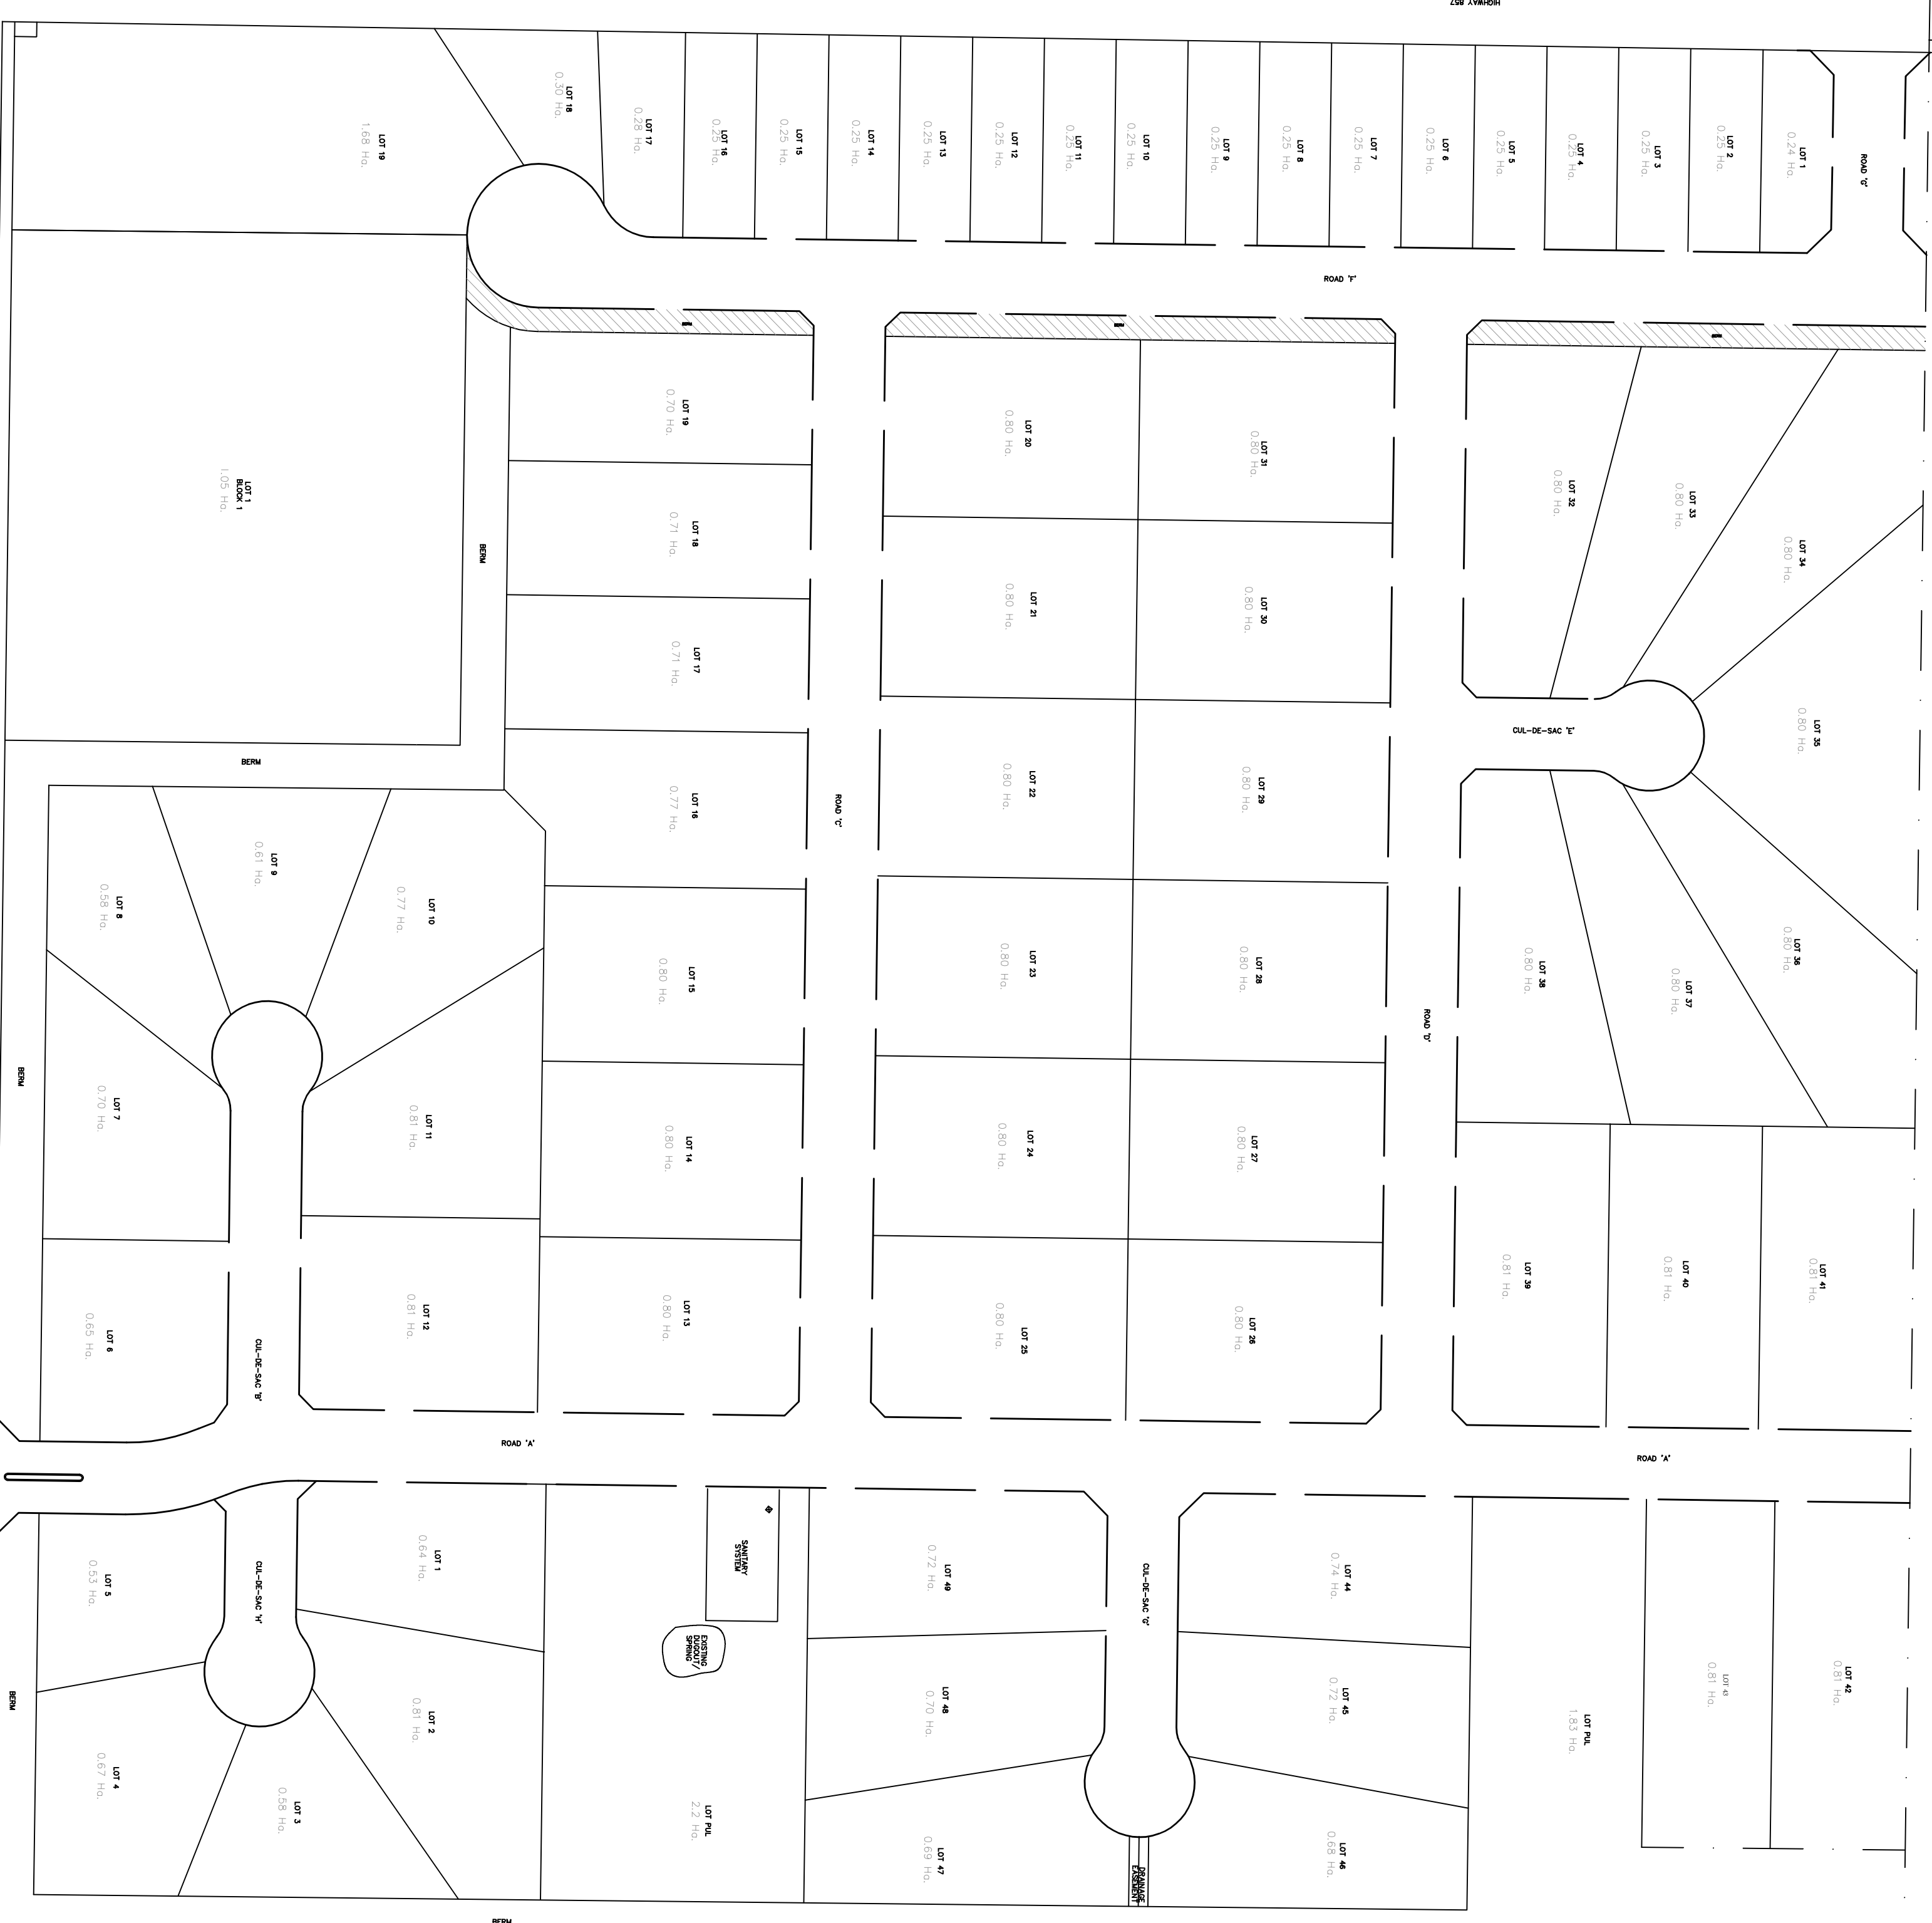 HIGHWAY 857
LOT 19
1.68 Ha.
LOT 18
0.30 Ha.
LOT 17
0.28 Ha.
LOT 16
0.25 Ha.
LOT 15
0.25 Ha.
LOT 14
0.25 Ha.
LOT 13
0.25 Ha.
LOT 12
0.25 Ha.
LOT 11
0.25 Ha.
LOT 10
0.25 Ha.
LOT 9
0.25 Ha.
LOT 8
0.25 Ha.
LOT 7
0.25 Ha.
LOT 6
0.25 Ha.
LOT 5
0.25 Ha.
LOT 4
0.25 Ha.
LOT 3
0.25 Ha.
LOT 2
0.25 Ha.
LOT 1
0.24 Ha.
ROAD 'G'
ROAD 'F'
BERM
BERM
BERM
LOT 1
BLOCK 1
1.05 Ha.
BERM
BERM
LOT 19
0.70 Ha.
LOT 18
0.71 Ha.
LOT 17
0.71 Ha.
LOT 16
0.77 Ha.
LOT 15
0.80 Ha.
LOT 14
0.80 Ha.
LOT 13
0.80 Ha.
ROAD 'C'
LOT 20
0.80 Ha.
LOT 21
0.80 Ha.
LOT 22
0.80 Ha.
LOT 23
0.80 Ha.
LOT 24
0.80 Ha.
LOT 25
0.80 Ha.
LOT 31
0.80 Ha.
LOT 30
0.80 Ha.
LOT 29
0.80 Ha.
LOT 28
0.80 Ha.
LOT 27
0.80 Ha.
LOT 26
0.80 Ha.
ROAD 'D'
LOT 32
0.80 Ha.
LOT 33
0.80 Ha.
LOT 34
0.80 Ha.
LOT 35
0.80 Ha.
CUL-DE-SAC 'E'
LOT 36
0.80 Ha.
LOT 37
0.80 Ha.
LOT 38
0.80 Ha.
LOT 39
0.81 Ha.
LOT 40
0.81 Ha.
LOT 41
0.81 Ha.
LOT 8
0.58 Ha.
LOT 9
0.61 Ha.
LOT 10
0.77 Ha.
LOT 7
0.70 Ha.
LOT 11
0.81 Ha.
LOT 6
0.65 Ha.
LOT 12
0.81 Ha.
CUL-DE-SAC 'B'
BERM
ROAD 'A'
ROAD 'A'
LOT 5
0.53 Ha.
CUL-DE-SAC 'H'
LOT 1
0.64 Ha.
LOT 2
0.81 Ha.
LOT 3
0.58 Ha.
LOT 4
0.67 Ha.
BERM
SANITARY
SYSTEM
EXISTING
DUGOUT/
SPRING
LOT PUL
2.2 Ha.
LOT 49
0.72 Ha.
LOT 48
0.70 Ha.
LOT 47
0.69 Ha.
CUL-DE-SAC 'G'
DRAINAGE
EASEMENT
LOT 44
0.74 Ha.
LOT 45
0.72 Ha.
LOT 46
0.68 Ha.
LOT PUL
1.83 Ha.
LOT 43
0.81 Ha.
LOT 42
0.81 Ha.
BERM